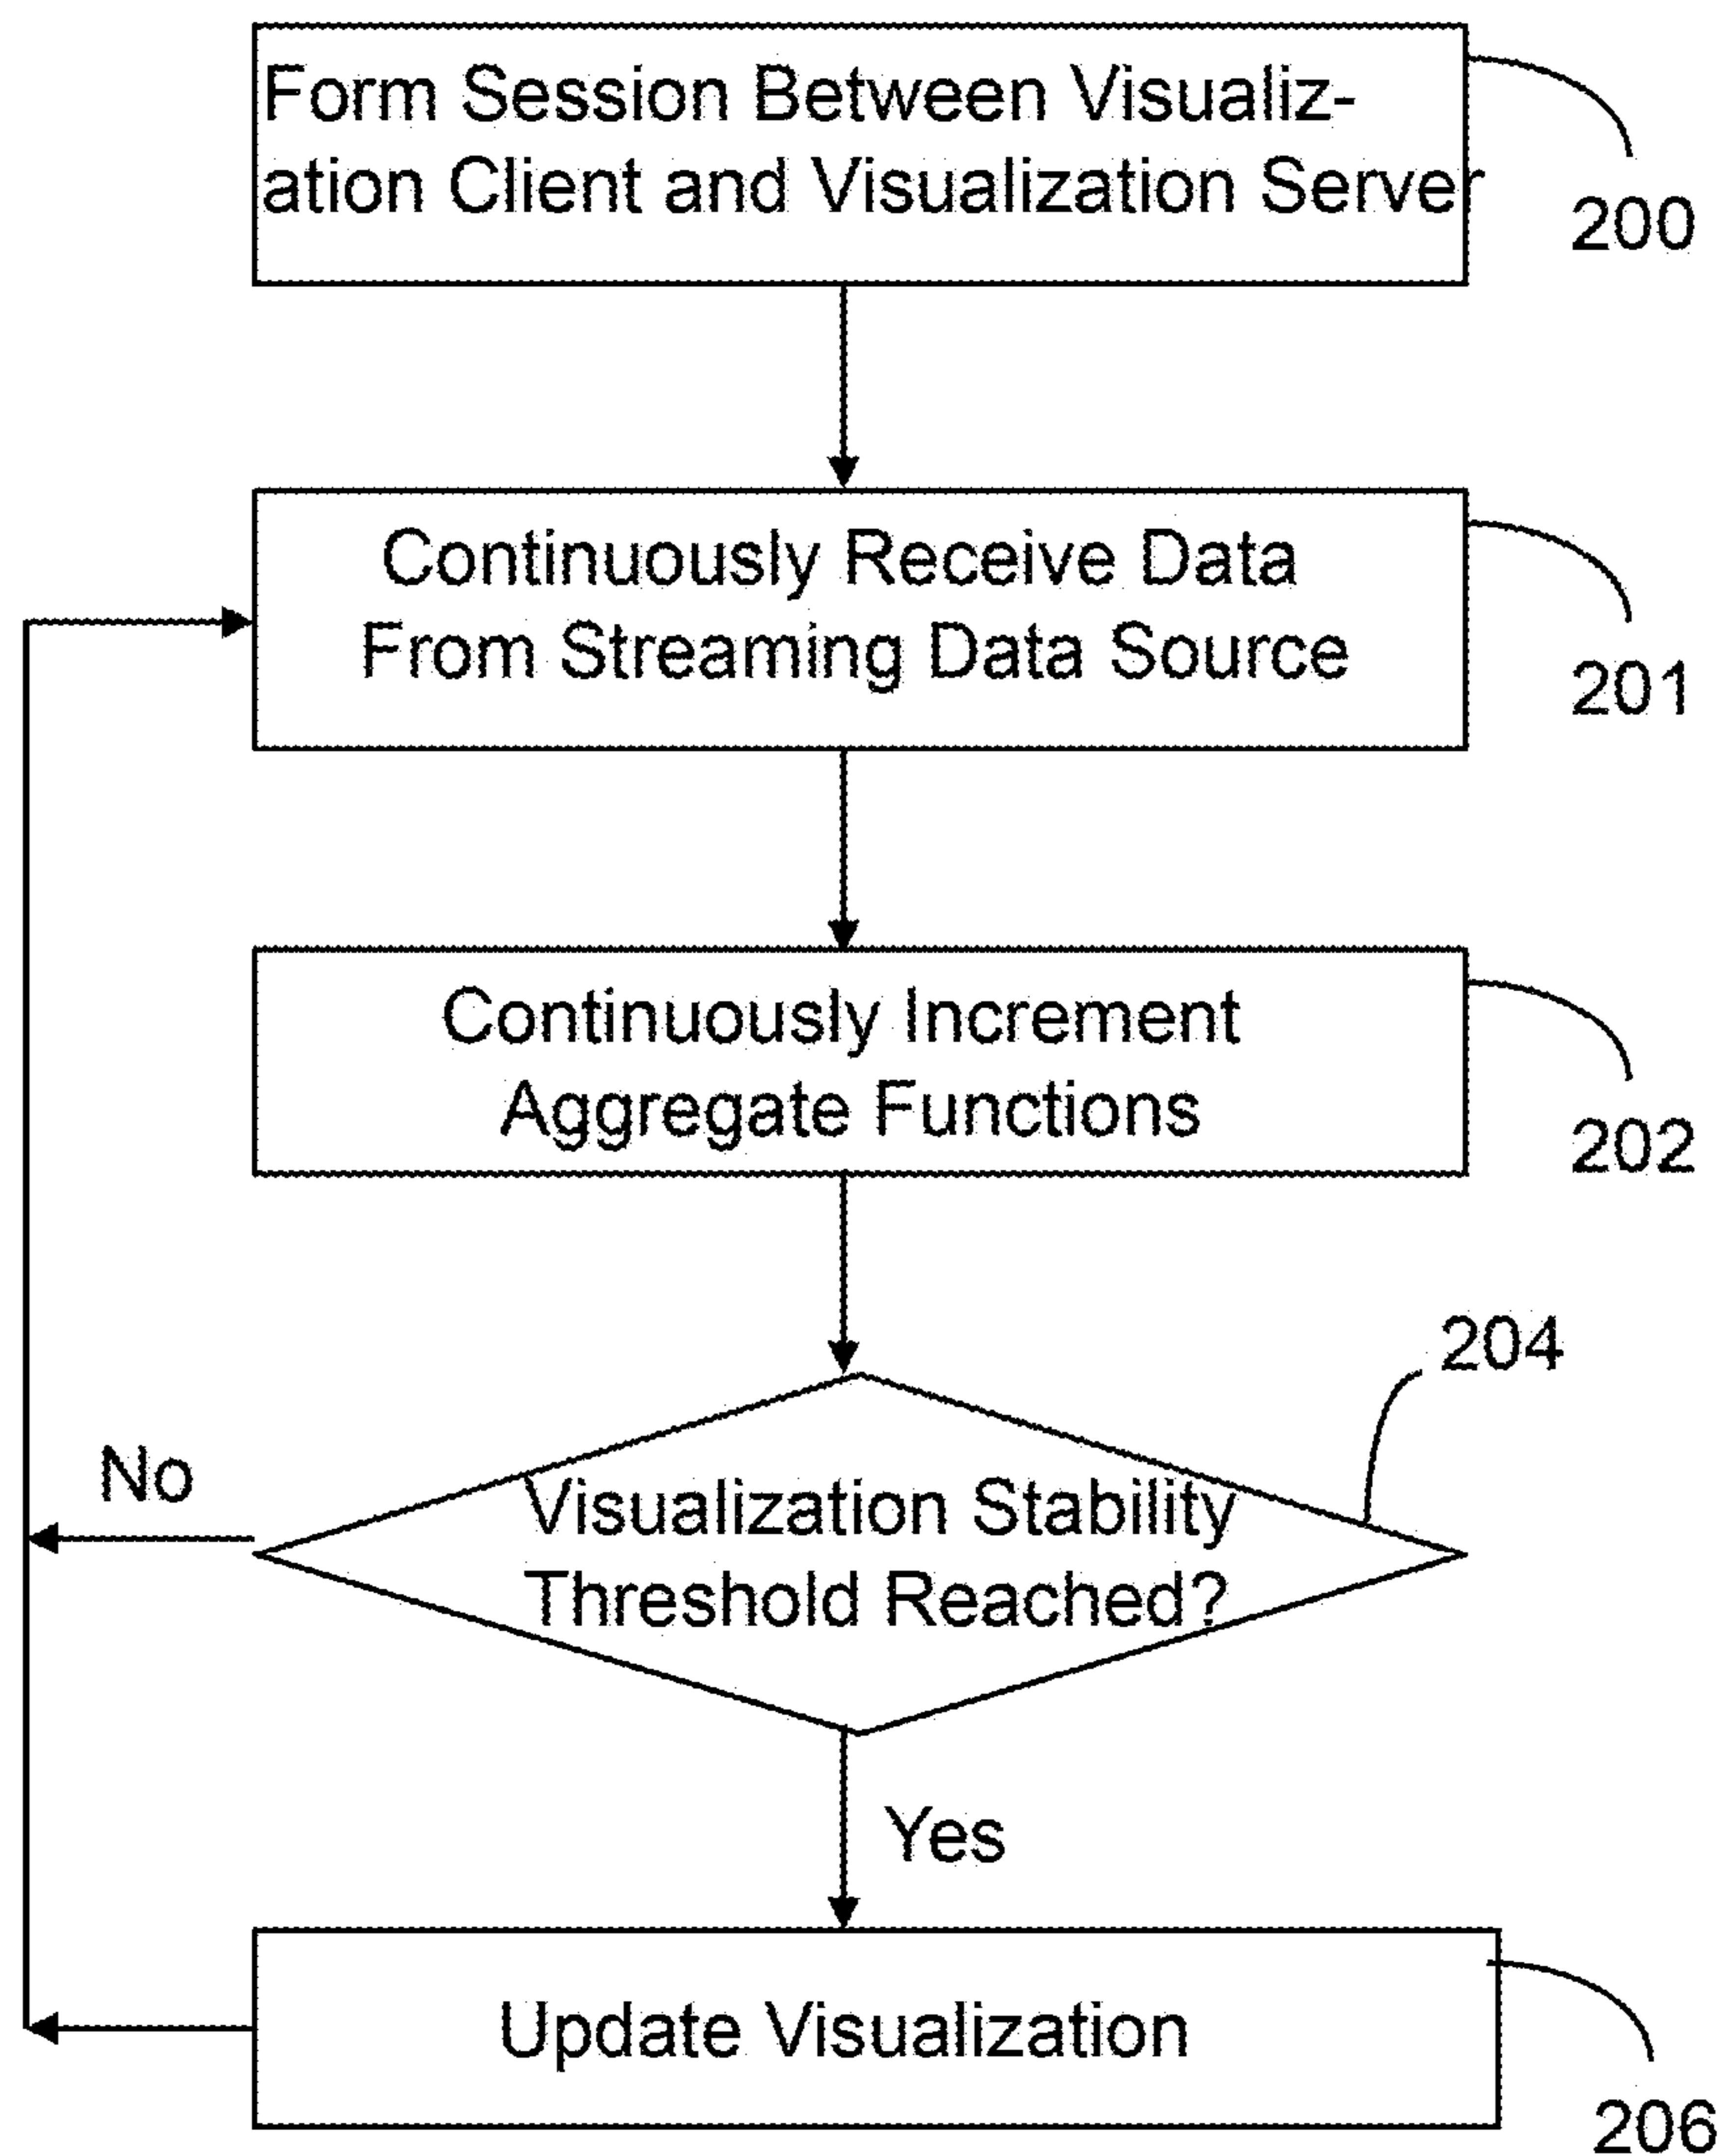 Form Session Between Visualiz-
ation Client and Visualization Server
200
Continuously Receive Data
From Streaming Data Source
201
Continuously Increment
Aggregate Functions
202
204
No
Visualization Stability
Threshold Reached?
Yes
Update Visualization
206